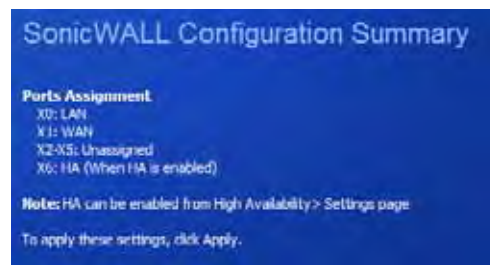 SonicWALL Configuration Summary
Ports Assignment
X0: LAN
X1: WAN
X2-X5: Unassigned
X6: HA (When HA is enabled)
Note: HA can be enabled from High Availability > Settings page
To apply these settings, click Apply.